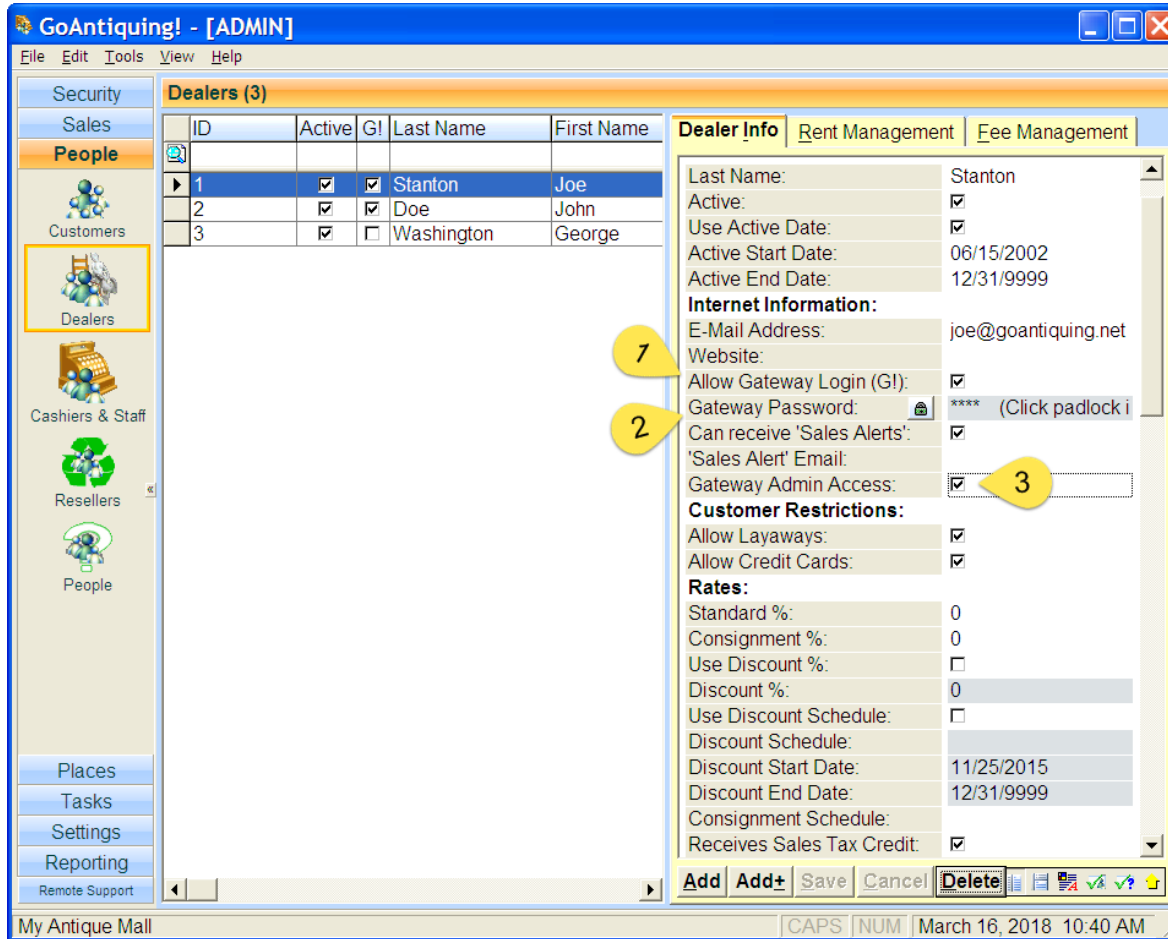 GoAntiquing! - [ADMIN]
File Edit Tools View Help
Security
Sales
People
Customers
Dealers
Cashiers & Staff
Resellers
People
Places
Tasks
Settings
Reporting
Remote Support
Dealers (3)
ID Active G! Last Name First Name
1 Stanton Joe
2 Doe John
3 Washington George
Dealer Info Rent Management Fee Management
Last Name: Stanton
Active:
Use Active Date:
Active Start Date: 06/15/2002
Active End Date: 12/31/9999
Internet Information:
E-Mail Address: joe@goantiquing.net
1
Website:
Allow Gateway Login (G!):
2
Gateway Password: **** (Click padlock i
Can receive 'Sales Alerts':
'Sales Alert' Email:
Gateway Admin Access: 3
Customer Restrictions:
Allow Layaways:
Allow Credit Cards:
Rates:
Standard %: 0
Consignment %: 0
Use Discount %:
Discount %: 0
Use Discount Schedule:
Discount Schedule:
Discount Start Date: 11/25/2015
Discount End Date: 12/31/9999
Consignment Schedule:
Receives Sales Tax Credit:
Add Add+ Save Cancel Delete
My Antique Mall CAPS NUM March 16, 2018 10:40 AM